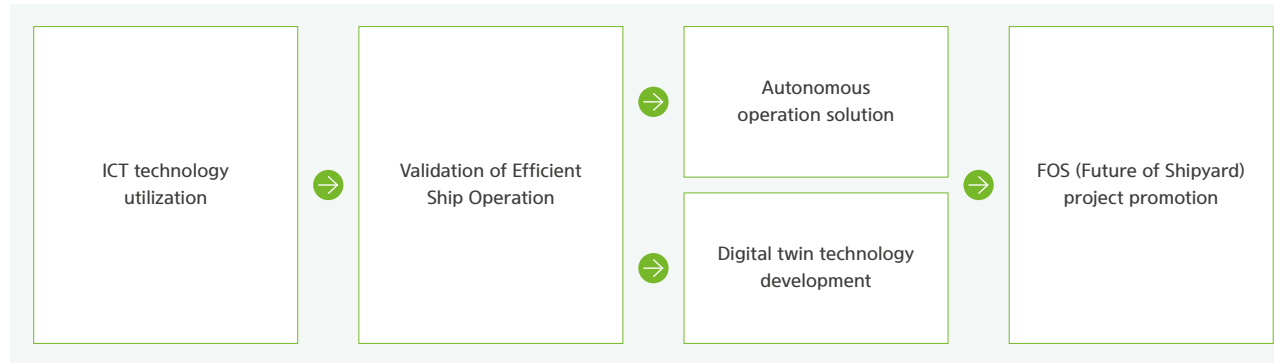 ICT technology
utilization
Validation of Efficient
Ship Operation
Autonomous
operation solution
Digital twin technology
development
FOS (Future of Shipyard)
project promotion